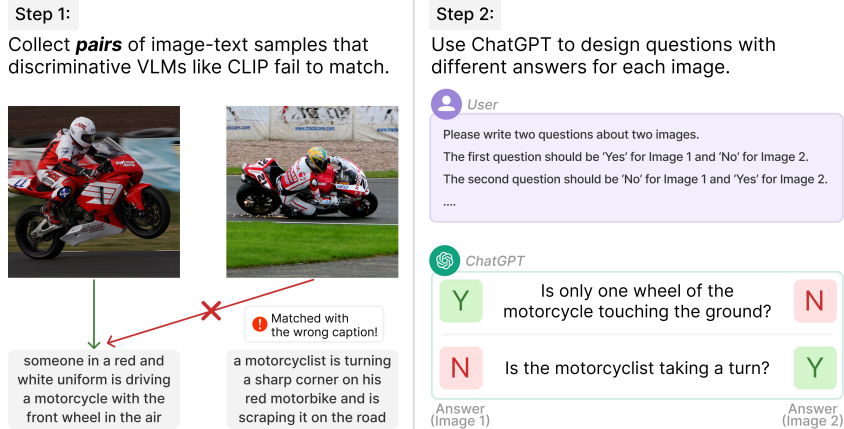 Step 1:
Collect pairs of image-text samples that
discriminative VLMs like CLIP fail to match.
Matched with
the wrong caption!
someone in a red and
white uniform is driving
a motorcycle with the
front wheel in the air
a motorcyclist is turning
a sharp corner on his
red motorbike and is
scraping it on the road
Step 2:
Use ChatGPT to design questions with
different answers for each image.
User
Please write two questions about two images.
The first question should be ‘Yes’ for Image 1 and ‘No’ for Image 2.
The second question should be ‘No’ for Image 1 and ‘Yes’ for Image 2.
....
ChatGPT
Y
Is only one wheel of the
motorcycle touching the ground?
N
N
Is the motorcyclist taking a turn?
Y
Answer
(Image 1)
Answer
(Image 2)